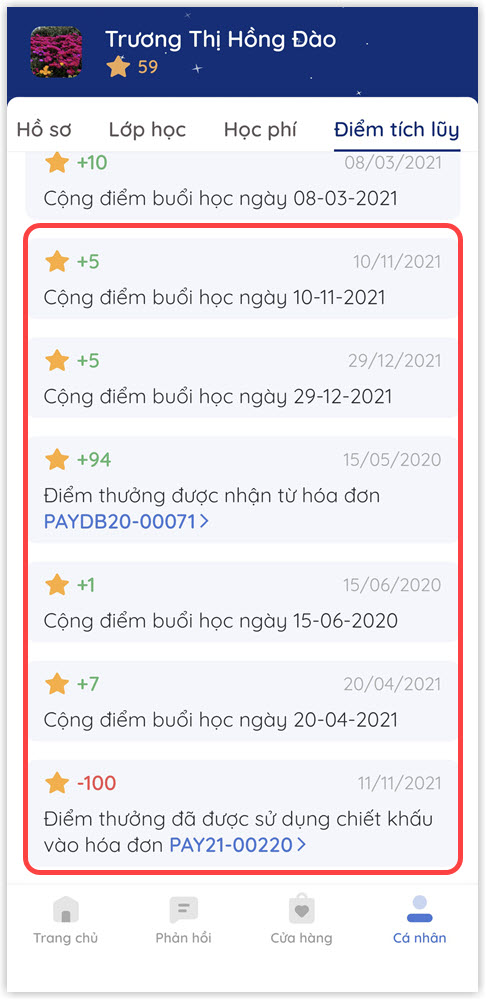 Trương Thị Hồng Đào
59
Hồ sơ Lớp học Học phí Điểm tích lũy
+10 08/03/2021
Cộng điểm buổi học ngày 08-03-2021
+5 10/11/2021
Cộng điểm buổi học ngày 10-11-2021
+5 29/12/2021
Cộng điểm buổi học ngày 29-12-2021
+94 15/05/2020
Điểm thưởng được nhận từ hóa đơn
PAYDB20-00071
+1 15/06/2020
Cộng điểm buổi học ngày 15-06-2020
+7 20/04/2021
Cộng điểm buổi học ngày 20-04-2021
-100 11/11/2021
Điểm thưởng đã được sử dụng chiết khấu
vào hóa đơn PAY21-00220
Trang chủ Phản hồi Cửa hàng Cá nhân